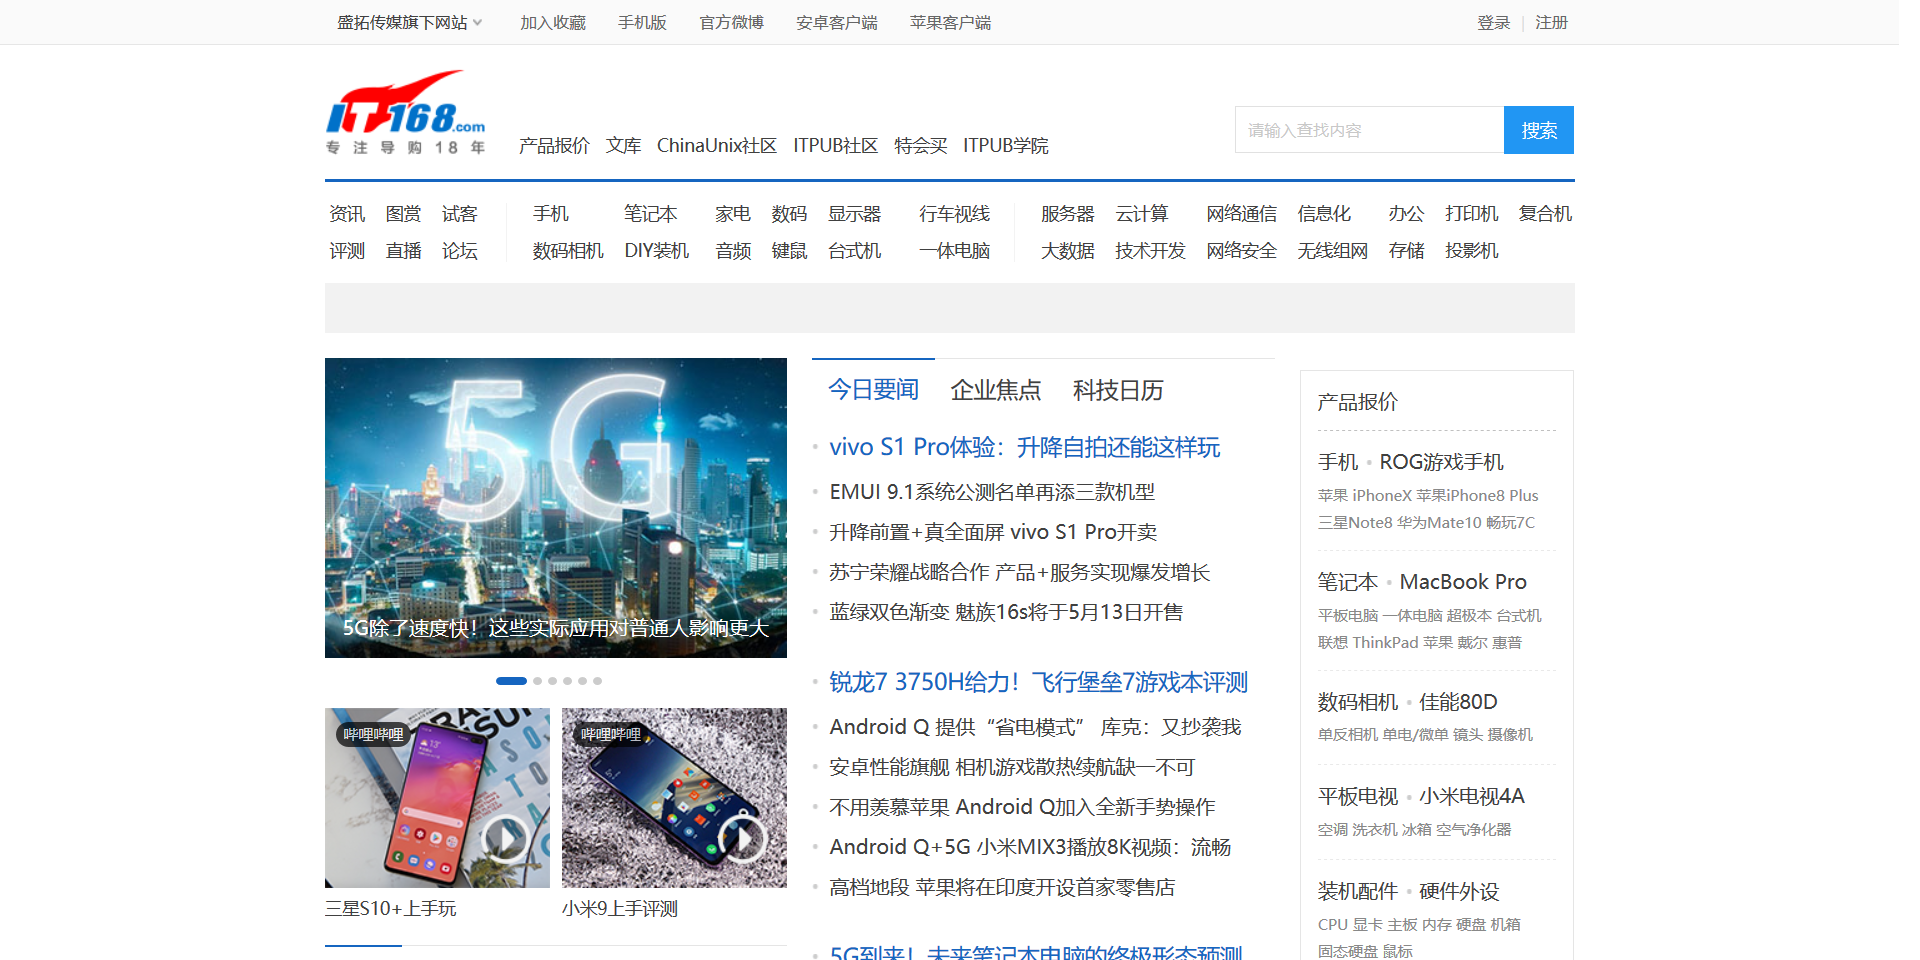 盛拓传媒旗下网站 加入收藏 手机版 官方微博 安卓客户端 苹果客户端 登录 | 注册
IT168.com
专注导购18年
产品报价 文库 ChinaUnix社区 ITPUB社区 特会买 ITPUB学院
请输入查找内容 搜索
资讯 图赏 试客 手机 笔记本 家电 数码 显示器 行车视线 服务器 云计算 网络通信 信息化 办公 打印机 复合机
评测 直播 论坛 数码相机 DIY装机 音频 键鼠 台式机 一体电脑 大数据 技术开发 网络安全 无线组网 存储 投影机
5G
5G除了速度快！这些实际应用对普通人影响更大
哔哩哔哩
三星S10+上手玩
哔哩哔哩
小米9上手评测
今日要闻 企业焦点 科技日历
vivo S1 Pro体验：升降自拍还能这样玩
EMUI 9.1系统公测名单再添三款机型
升降前置+真全面屏 vivo S1 Pro开卖
苏宁荣耀战略合作 产品+服务实现爆发增长
蓝绿双色渐变 魅族16s将于5月13日开售
锐龙7 3750H给力！飞行堡垒7游戏本评测
Android Q 提供“省电模式” 库克：又抄袭我
安卓性能旗舰 相机游戏散热续航缺一不可
不用羡慕苹果 Android Q加入全新手势操作
Android Q+5G 小米MIX3播放8K视频：流畅
高档地段 苹果将在印度开设首家零售店
5G到来！未来笔记本电脑的终极形态预测
产品报价
手机 • ROG游戏手机
苹果 iPhoneX 苹果iPhone8 Plus
三星Note8 华为Mate10 畅玩7C
笔记本 • MacBook Pro
平板电脑 一体电脑 超极本 台式机
联想 ThinkPad 苹果 戴尔 惠普
数码相机 • 佳能80D
单反相机 单电/微单 镜头 摄像机
平板电视 • 小米电视4A
空调 洗衣机 冰箱 空气净化器
装机配件 • 硬件外设
CPU 显卡 主板 内存 硬盘 机箱
固态硬盘 鼠标